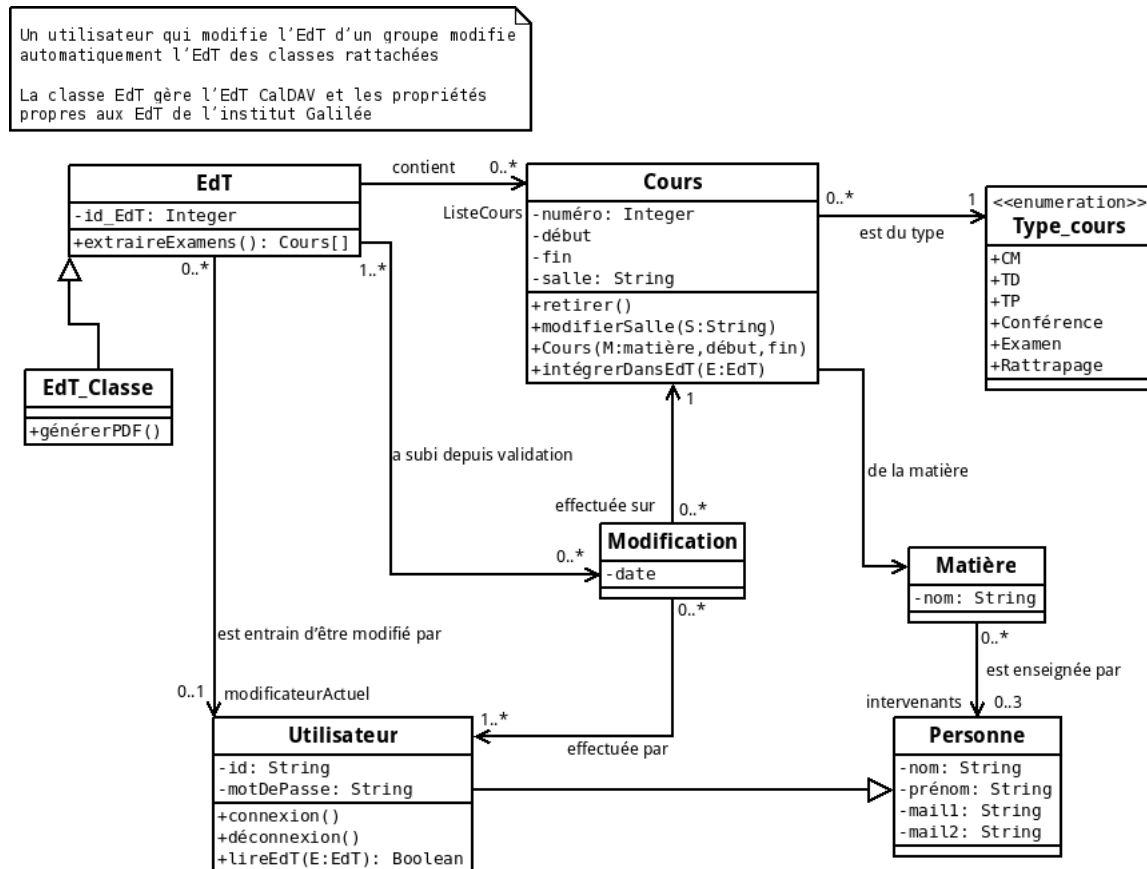 Un utilisateur qui modifie l'EdT d'un groupe modifie
automatiquement l'EdT des classes rattachées
La classe EdT gère l'EdT CalDAV et les propriétés
propres aux EdT de l'institut Galilée
EdT
-id_EdT: Integer
+extraireExamens(): Cours[]
contient
0..*
ListeCours
Cours
-numéro: Integer
-début
-fin
-salle: String
+retirer()
+modifierSalle(S:String)
+Cours(M:matière,début,fin)
+intégrerDansEdT(E:EdT)
0..*
1
est du type
<<enumeration>>
Type_cours
+CM
+TD
+TP
+Conférence
+Examen
+Rattrapage
0..*
1..*
EdT_Classe
+générerPDF()
a subi depuis validation
0..*
1
effectuée sur
0..*
de la matière
Modification
-date
0..*
Matière
-nom: String
0..*
est enseignée par
intervenants
0..3
est entrain d'être modifié par
0..1
modificateurActuel
1..*
effectuée par
Utilisateur
-id: String
-motDePasse: String
+connexion()
+déconnexion()
+lireEdT(E:EdT): Boolean
Personne
-nom: String
-prénom: String
-mail1: String
-mail2: String